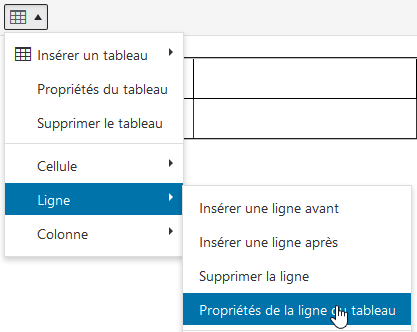 Insérer un tableau
Propriétés du tableau
Supprimer le tableau
Cellule
Ligne
Colonne
Insérer une ligne avant
Insérer une ligne après
Supprimer la ligne
Propriétés de la ligne du tableau